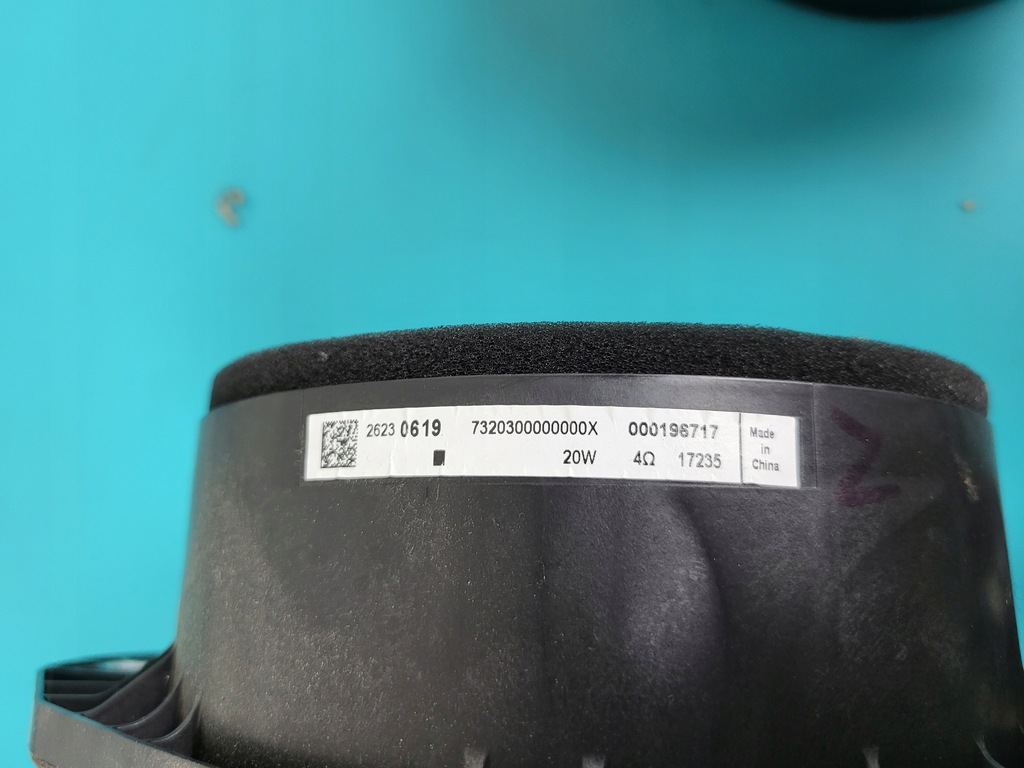 2623 0619 7320300000000X 000196717
20W 4Ω 17235
Made
in
China